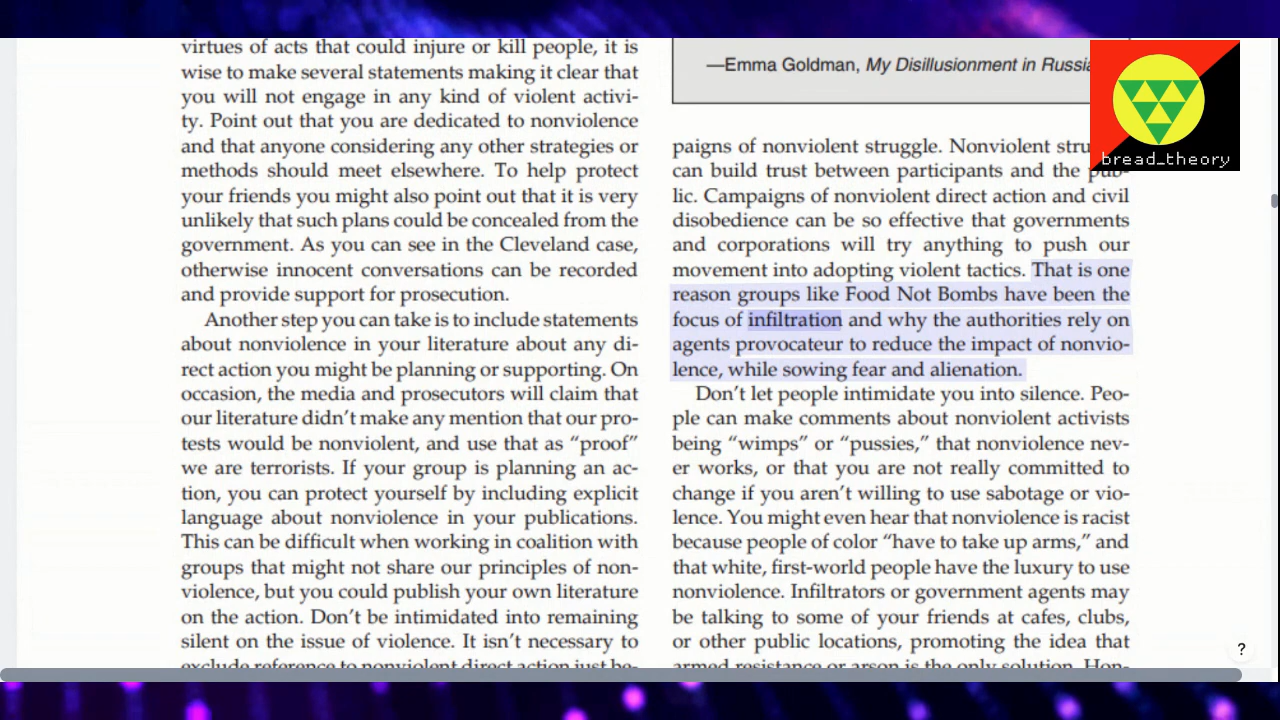 virtues of acts that could injure or kill people, it is
wise to make several statements making it clear that
you will not engage in any kind of violent activi-
ty. Point out that you are dedicated to nonviolence
and that anyone considering any other strategies or
methods should meet elsewhere. To help protect
your friends you might also point out that it is very
unlikely that such plans could be concealed from the
government. As you can see in the Cleveland case,
otherwise innocent conversations can be recorded
and provide support for prosecution.
Another step you can take is to include statements
about nonviolence in your literature about any di-
rect action you might be planning or supporting. On
occasion, the media and prosecutors will claim that
our literature didn't make any mention that our pro-
tests would be nonviolent, and use that as "proof"
we are terrorists. If your group is planning an ac-
tion, you can protect yourself by including explicit
language about nonviolence in your publications.
This can be difficult when working in coalition with
groups that might not share our principles of non-
violence, but you could publish your own literature
on the action. Don't be intimidated into remaining
silent on the issue of violence. It isn't necessary to
exclude reference to nonviolent direct action just be-
—Emma Goldman, My Disillusionment in Russia
paigns of nonviolent struggle. Nonviolent stru
can build trust between participants and the pub-
lic. Campaigns of nonviolent direct action and civil
disobedience can be so effective that governments
and corporations will try anything to push our
movement into adopting violent tactics. That is one
reason groups like Food Not Bombs have been the
focus of infiltration and why the authorities rely on
agents provocateur to reduce the impact of nonvio-
lence, while sowing fear and alienation.
Don't let people intimidate you into silence. Peo-
ple can make comments about nonviolent activists
being "wimps" or "pussies," that nonviolence nev-
er works, or that you are not really committed to
change if you aren't willing to use sabotage or vio-
lence. You might even hear that nonviolence is racist
because people of color "have to take up arms," and
that white, first-world people have the luxury to use
nonviolence. Infiltrators or government agents may
be talking to some of your friends at cafes, clubs,
or other public locations, promoting the idea that
armed resistance or arson is the only solution. Hon-
bread_theory
?